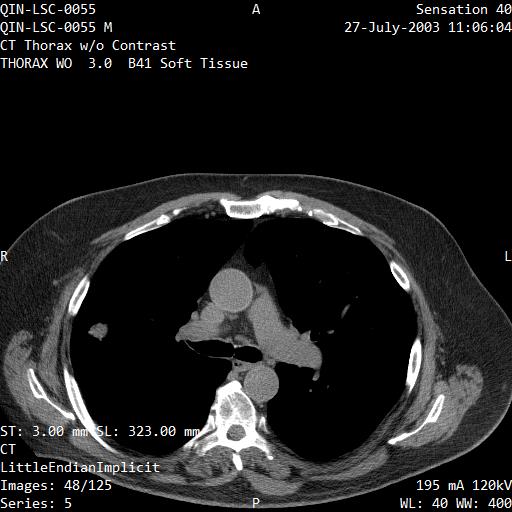 QIN-LSC-0055 A Sensation 40
QIN-LSC-0055 M 27-July-2003 11:06:04
CT Thorax w/o Contrast
THORAX WO 3.0 B41 Soft Tissue
R L
ST: 3.00 mm SL: 323.00 mm
CT
LittleEndianImplicit
Images: 48/125 195 mA 120kV
Series: 5 P WL: 40 WW: 400